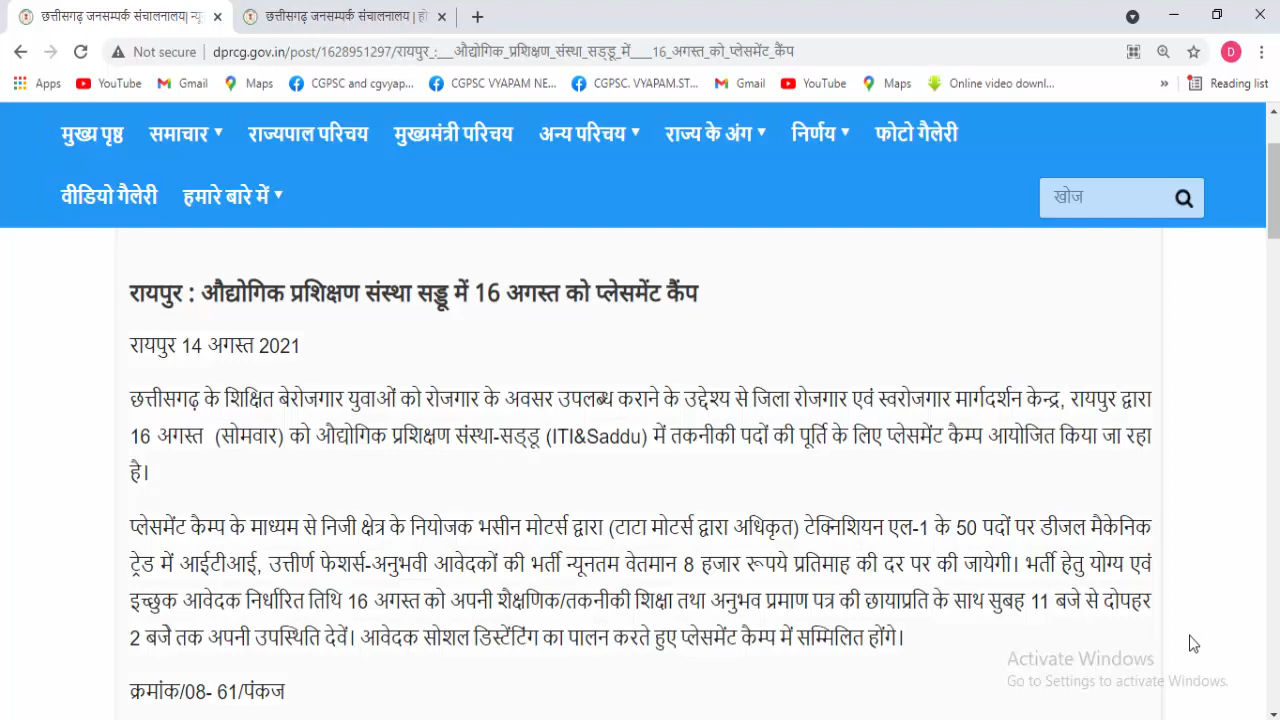 छत्तीसगढ़ जनसम्पर्क संचालनालय| न्यू
छत्तीसगढ़ जनसम्पर्क संचालनालय | हो
Not secure | dprcg.gov.in/post/1628951297/रायपुर_:__औद्योगिक_प्रशिक्षण_संस्था_सड्डू_में___16_अगस्त_को_प्लेसमेंट_कैंप
D
Apps YouTube Gmail Maps CGPSC and cgvyap... CGPSC VYAPAM NE... CGPSC. VYAPAM.ST... Gmail YouTube Maps Online video downl... » Reading list
मुख्य पृष्ठ समाचार राज्यपाल परिचय मुख्यमंत्री परिचय अन्य परिचय राज्य के अंग निर्णय फोटो गैलेरी
वीडियो गैलेरी हमारे बारे में खोज
रायपुर : औद्योगिक प्रशिक्षण संस्था सड्डू में 16 अगस्त को प्लेसमेंट कैंप
रायपुर 14 अगस्त 2021
छत्तीसगढ़ के शिक्षित बेरोजगार युवाओं को रोजगार के अवसर उपलब्ध कराने के उद्देश्य से जिला रोजगार एवं स्वरोजगार मार्गदर्शन केन्द्र, रायपुर द्वारा
16 अगस्त (सोमवार) को औद्योगिक प्रशिक्षण संस्था-सड्डू (ITI&Saddu) में तकनीकी पदों की पूर्ति के लिए प्लेसमेंट कैम्प आयोजित किया जा रहा
है।
प्लेसमेंट कैम्प के माध्यम से निजी क्षेत्र के नियोजक भसीन मोटर्स द्वारा (टाटा मोटर्स द्वारा अधिकृत) टेक्निशियन एल-1 के 50 पदों पर डीजल मैकेनिक
ट्रेड में आईटीआई, उत्तीर्ण फेशर्स-अनुभवी आवेदकों की भर्ती न्यूनतम वेतमान 8 हजार रूपये प्रतिमाह की दर पर की जायेगी। भर्ती हेतु योग्य एवं
इच्छुक आवेदक निर्धारित तिथि 16 अगस्त को अपनी शैक्षणिक/तकनीकी शिक्षा तथा अनुभव प्रमाण पत्र की छायाप्रति के साथ सुबह 11 बजे से दोपहर
2 बजेे तक अपनी उपस्थिति देवें। आवेदक सोशल डिस्टेंटिंग का पालन करते हुए प्लेसमेंट कैम्प में सम्मिलित होंगे।
क्रमांक/08- 61/पंकज
Activate Windows
Go to Settings to activate Windows.